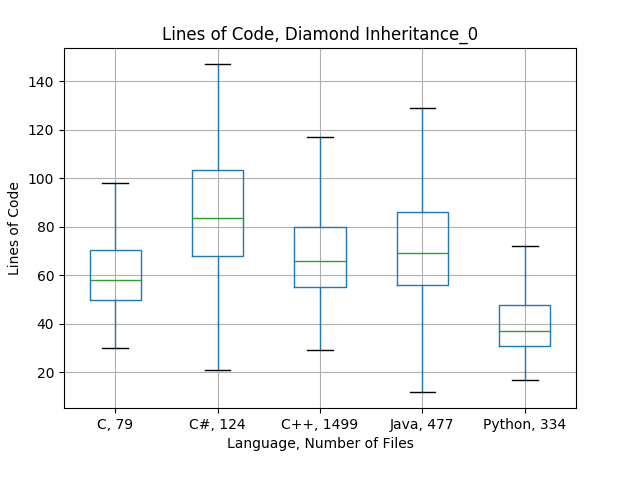 Lines of Code, Diamond Inheritance_0
Lines of Code
140
120
100
80
60
40
20
C, 79
C#, 124
C++, 1499
Java, 477
Python, 334
Language, Number of Files